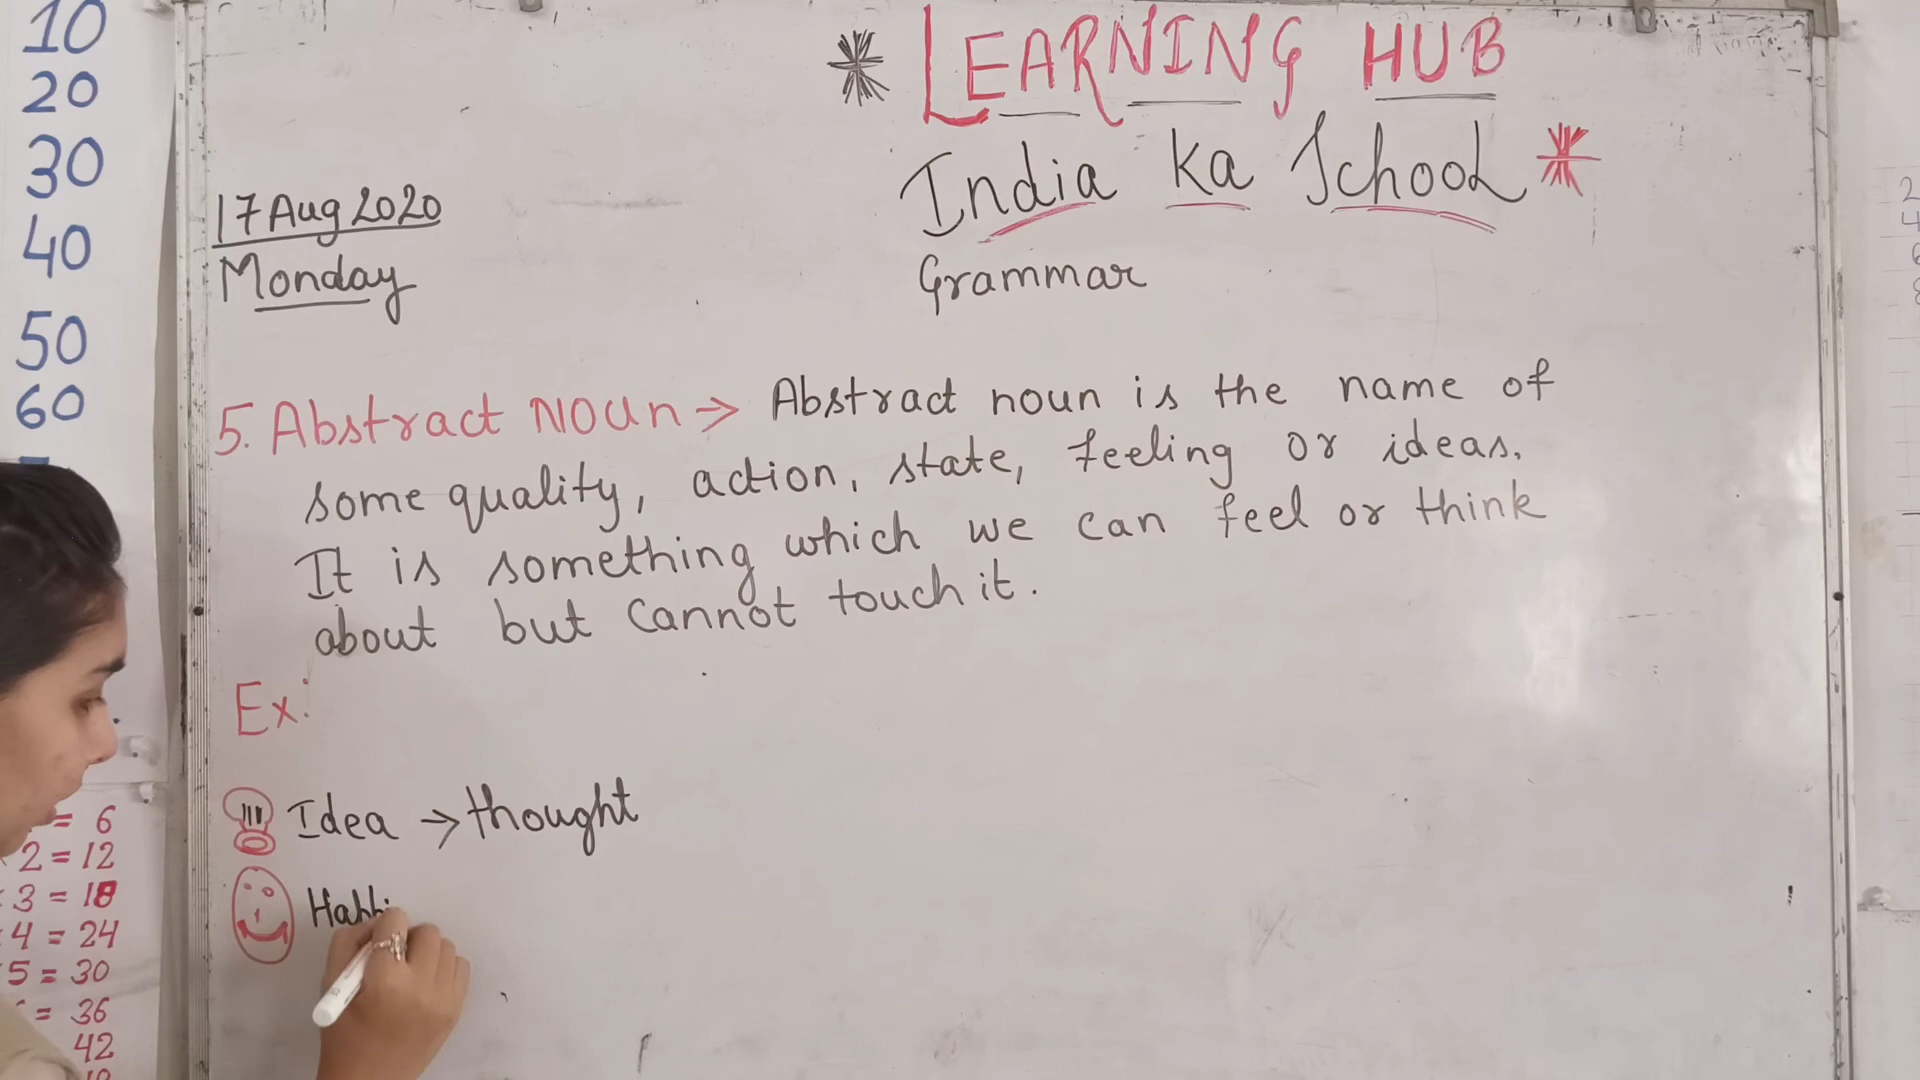 10
20
30
40
50
60
* LEARNING HUB
India Ka School *
17 Aug 2020
Monday
Grammar
5. Abstract Noun → Abstract noun is the name of
some quality, action, state, feeling or ideas.
It is something which we can feel or think
about but cannot touch it.
Ex:
Idea → thought
Happi
= 6
2 = 12
3 = 18
4 = 24
5 = 30
= 36
42